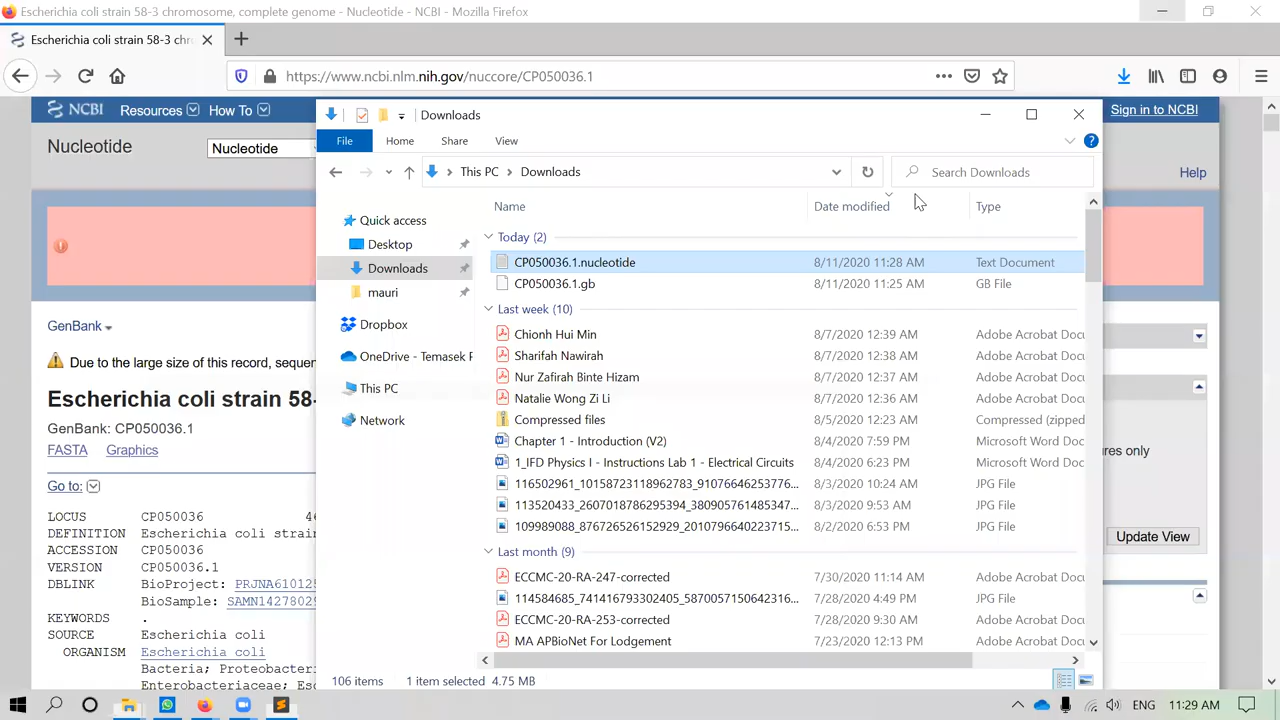 Escherichia coli strain 58-3 chromosome, complete genome - Nucleotide - NCBI - Mozilla Firefox
Escherichia coli strain 58-3 chro
https://www.ncbi.nlm.nih.gov/nuccore/CP050036.1
NCBI Resources How To
Sign in to NCBI
Nucleotide
Nucleotide
Help
Downloads
File Home Share View
This PC Downloads
Search Downloads
Name Date modified Type
Quick access
Desktop
Downloads
mauri
Dropbox
OneDrive - Temasek P
This PC
Network
Today (2)
CP050036.1.nucleotide 8/11/2020 11:28 AM Text Document
CP050036.1.gb 8/11/2020 11:25 AM GB File
Last week (10)
Chionh Hui Min 8/7/2020 12:39 AM Adobe Acrobat Docu
Sharifah Nawirah 8/7/2020 12:38 AM Adobe Acrobat Docu
Nur Zafirah Binte Hizam 8/7/2020 12:37 AM Adobe Acrobat Docu
Natalie Wong Zi Li 8/7/2020 12:36 AM Adobe Acrobat Docu
Compressed files 8/5/2020 12:23 AM Compressed (zipped
Chapter 1 - Introduction (V2) 8/4/2020 7:59 PM Microsoft Word Doc
1_IFD Physics I - Instructions Lab 1 - Electrical Circuits 8/4/2020 6:23 PM Microsoft Word Doc
116502961_10158723118962783_91076646253776... 8/3/2020 10:24 AM JPG File
113520433_2607018786295394_380905761485347... 8/3/2020 9:53 AM JPG File
109989088_876726526152929_2010796640223715... 8/2/2020 6:53 PM JPG File
Last month (9)
ECCMC-20-RA-247-corrected 7/30/2020 11:14 AM Adobe Acrobat Docu
114584685_741416793302405_5870057150642316... 7/28/2020 4:49 PM JPG File
ECCMC-20-RA-253-corrected 7/28/2020 9:30 AM Adobe Acrobat Docu
MA APBioNet For Lodgement 7/23/2020 12:13 PM Adobe Acrobat Docu
106 items 1 item selected 4.75 MB
GenBank
Due to the large size of this record, sequen
Escherichia coli strain 58-
GenBank: CP050036.1
FASTA Graphics
Go to:
LOCUS CP050036 46
DEFINITION Escherichia coli strain
ACCESSION CP050036
VERSION CP050036.1
DBLINK BioProject: PRJNA610125
BioSample: SAMN14278025
KEYWORDS .
SOURCE Escherichia coli
ORGANISM Escherichia coli
Bacteria; Proteobacteri
Enterobacteriaceae; Es
res only
Update View
ENG 11:29 AM